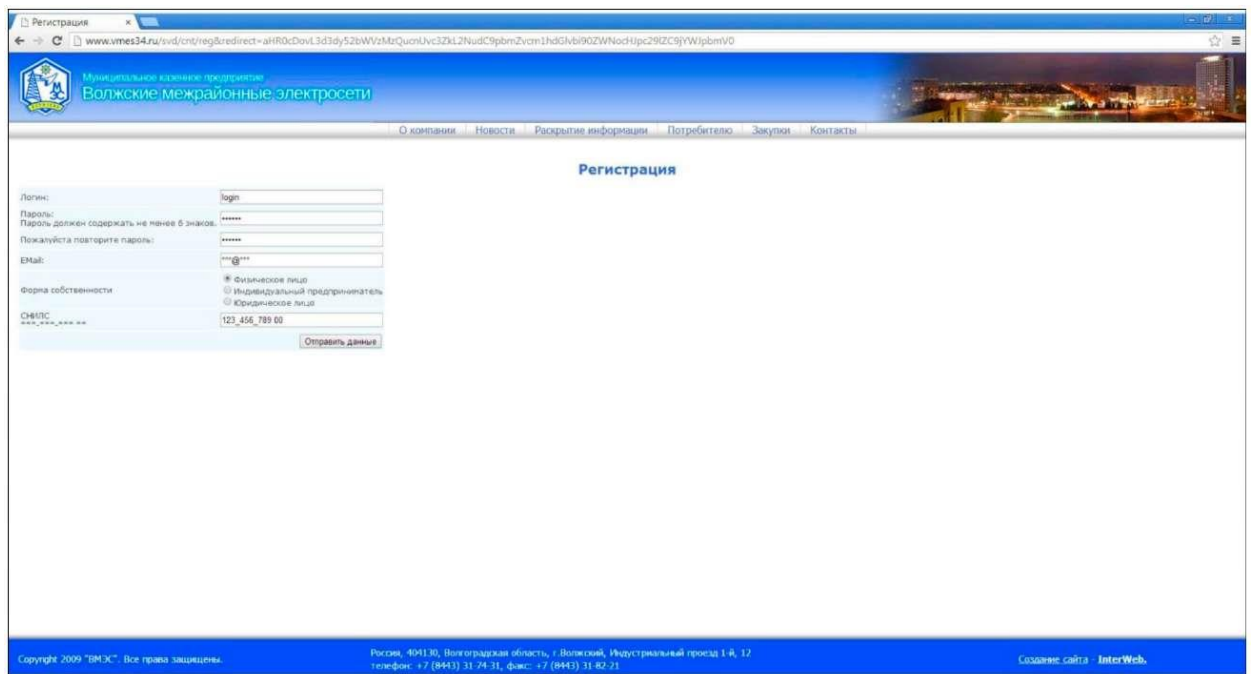 Регистрация
www.vmes34.ru/svd/cnt/reg&redirect=
Муниципальное казенное предприятие
Волжские межрайонные электросети
О компании Новости Раскрытие информации Потребителю Закупки Контакты
Регистрация
Логин: login
Пароль:
Пароль должен содержать не менее 6 знаков. ••••••
Пожалуйста повторите пароль: ••••••
EMail: ***@***
Физическое лицо
Форма собственности Индивидуальный предприниматель
Юридическое лицо
СНИЛС
***_***_*** ** 123_456_789 00
Отправить данные
Copyright 2009 "ВМЭС". Все права защищены.
Россия, 404130, Волгоградская область, г.Волжский, Индустриальный проезд 1-й, 12
телефон: +7 (8443) 31-74-31, факс: +7 (8443) 31-82-21
Создание сайта - InterWeb.